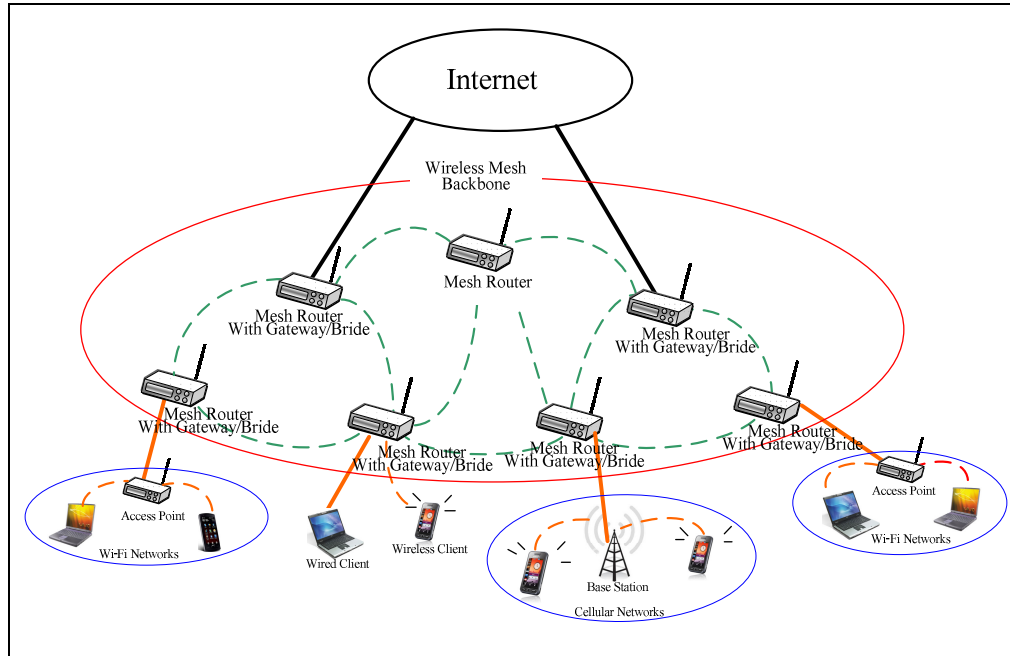 Internet
Wireless Mesh
Backbone
Mesh Router
Mesh Router
With Gateway/Bride
Mesh Router
With Gateway/Bride
Mesh Router
With Gateway/Bride
Mesh Router
With Gateway/Bride
Mesh Router
With Gateway/Bride
Mesh Router
With Gateway/Bride
Access Point
Wi-Fi Networks
Wired Client
Wireless Client
Base Station
Cellular Networks
Access Point
Wi-Fi Networks